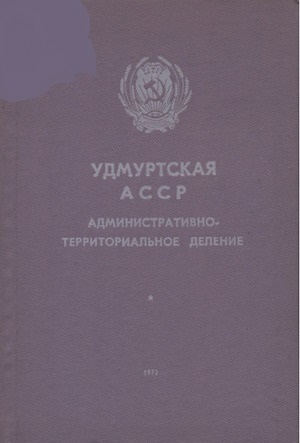 УДМУРТСКАЯ
АССР
АДМИНИСТРАТИВНО-
ТЕРРИТОРИАЛЬНОЕ ДЕЛЕНИЕ
*